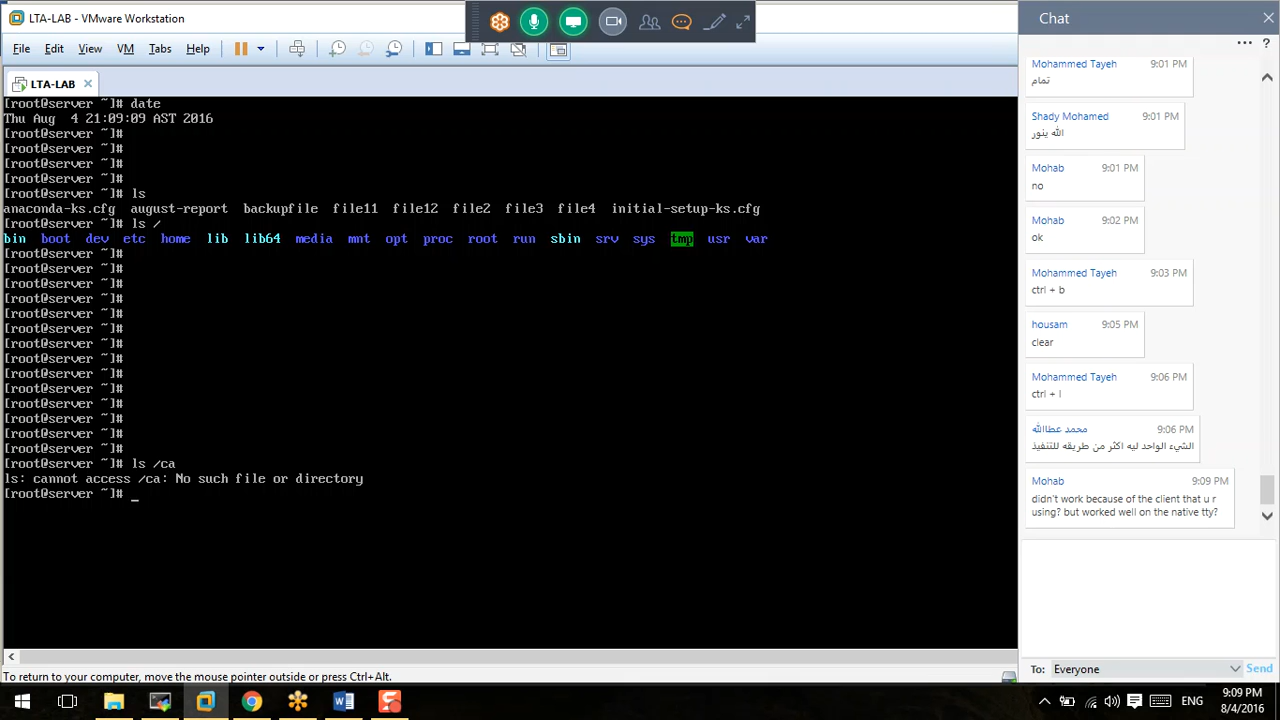 LTA-LAB - VMware Workstation
File Edit View VM Tabs Help
LTA-LAB
[root@server ~]# date
Thu Aug  4 21:09:09 AST 2016
[root@server ~]#
[root@server ~]#
[root@server ~]#
[root@server ~]#
[root@server ~]# ls
anaconda-ks.cfg  august-report  backupfile  file11  file12  file2  file3  file4  initial-setup-ks.cfg
[root@server ~]# ls /
bin  boot  dev  etc  home  lib  lib64  media  mnt  opt  proc  root  run  sbin  srv  sys  tmp  usr  var
[root@server ~]#
[root@server ~]#
[root@server ~]#
[root@server ~]#
[root@server ~]#
[root@server ~]#
[root@server ~]#
[root@server ~]#
[root@server ~]#
[root@server ~]#
[root@server ~]#
[root@server ~]#
[root@server ~]#
[root@server ~]#
[root@server ~]# ls /ca
ls: cannot access /ca: No such file or directory
[root@server ~]# _
To return to your computer, move the mouse pointer outside or press Ctrl+Alt.
Chat
?
Mohammed Tayeh 9:01 PM
تمام
Shady Mohamed 9:01 PM
الله ينور
Mohab 9:01 PM
no
Mohab 9:02 PM
ok
Mohammed Tayeh 9:03 PM
ctrl + b
housam 9:05 PM
clear
Mohammed Tayeh 9:06 PM
ctrl + l
محمد عطاالله 9:06 PM
الشيء الواحد ليه اكثر من طريقه للتنفيذ
Mohab 9:09 PM
didn't work because of the client that u r
using? but worked well on the native tty?
To: Everyone Send
ENG
9:09 PM
8/4/2016